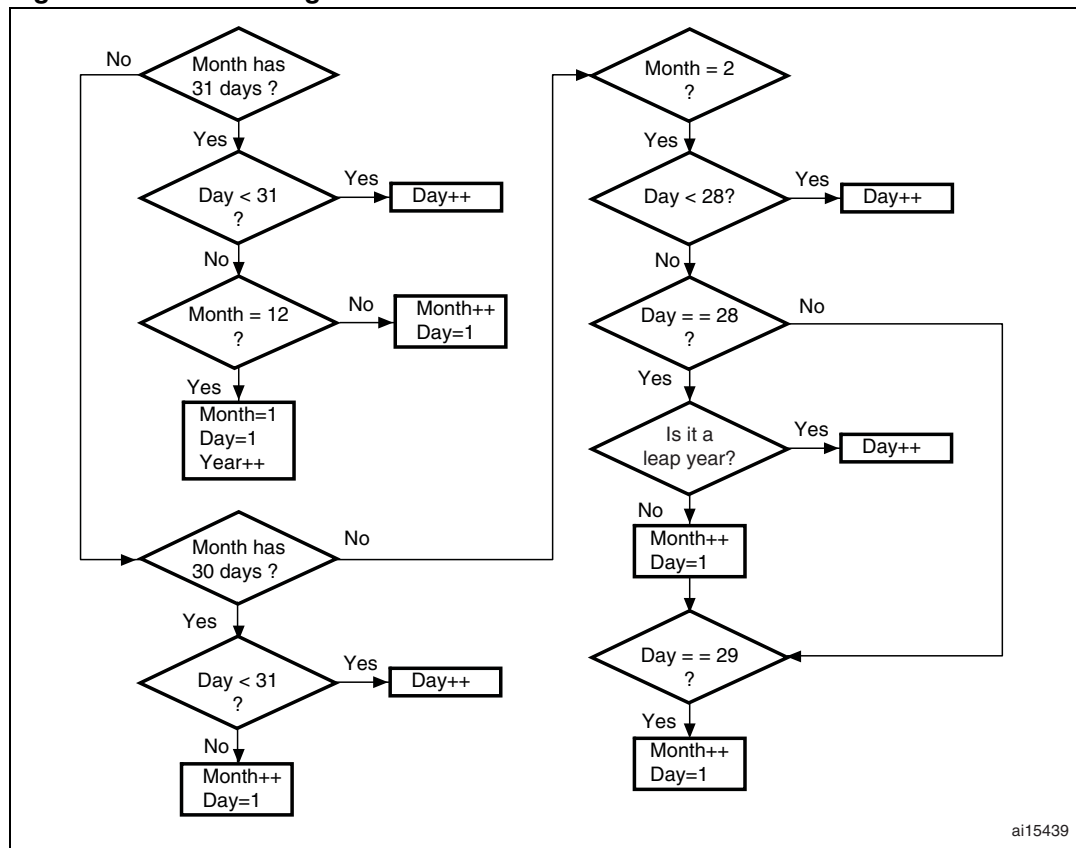 No
Month has
31 days ?
Yes
Day < 31
?
Yes
Day++
No
Month = 12
?
No
Month++
Day=1
Yes
Month=1
Day=1
Year++
Month has
30 days ?
No
Yes
Day < 31
?
Yes
Day++
No
Month++
Day=1
Month = 2
?
Yes
Day < 28?
Yes
Day++
No
Day = = 28
?
No
Yes
Is it a
leap year?
Yes
Day++
No
Month++
Day=1
Day = = 29
?
Yes
Month++
Day=1
ai15439